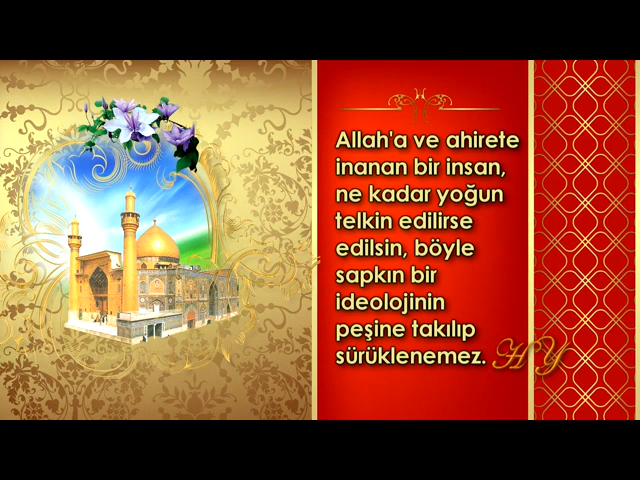 Allah'a ve ahirete
inanan bir insan,
ne kadar yoğun
telkin edilirse
edilsin, böyle
sapkın bir
ideolojinin
peşine takılıp
sürüklenemez.
HY